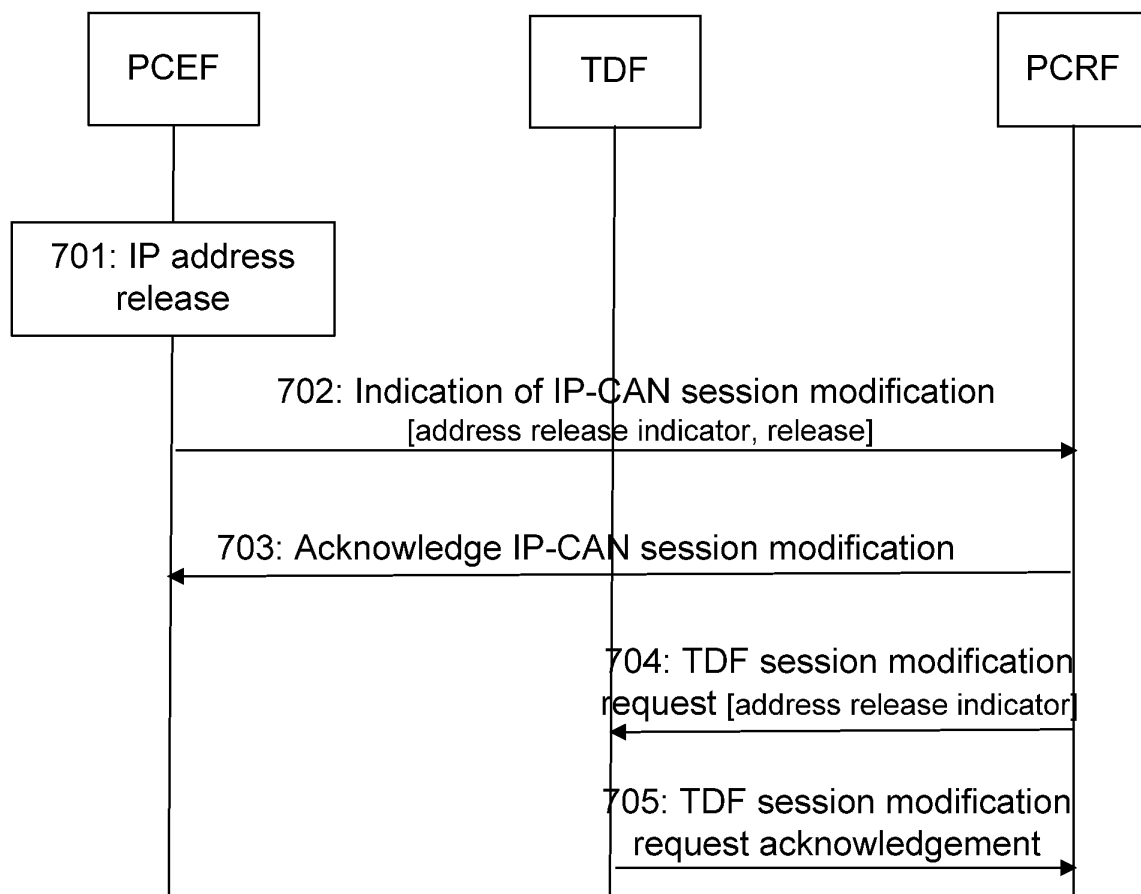 PCEF
TDF
PCRF
701: IP address
release
702: Indication of IP-CAN session modification
[address release indicator, release]
703: Acknowledge IP-CAN session modification
704: TDF session modification
request [address release indicator]
705: TDF session modification
request acknowledgement